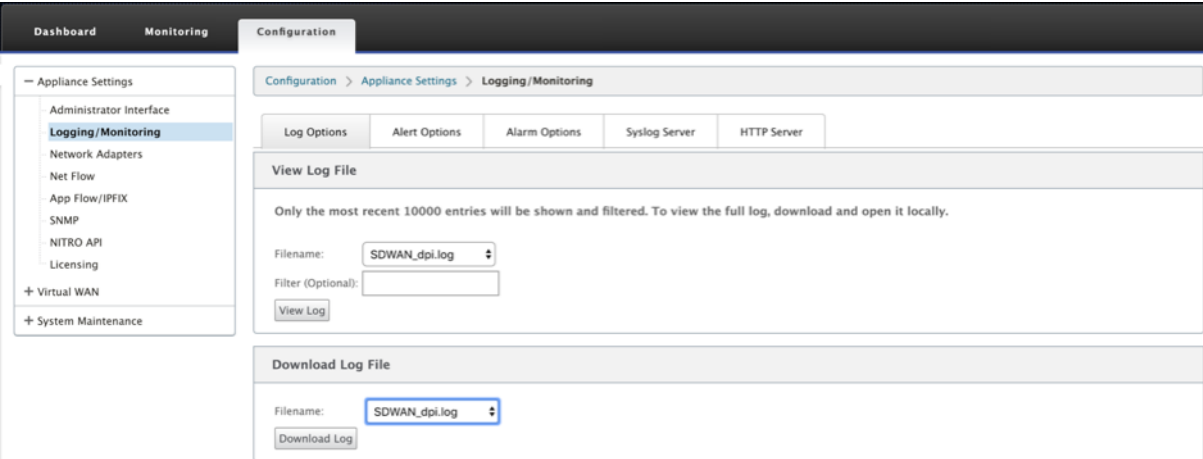 Dashboard Monitoring Configuration
− Appliance Settings
Administrator Interface
Logging/Monitoring
Network Adapters
Net Flow
App Flow/IPFIX
SNMP
NITRO API
Licensing
+ Virtual WAN
+ System Maintenance
Configuration > Appliance Settings > Logging/Monitoring
Log Options Alert Options Alarm Options Syslog Server HTTP Server
View Log File
Only the most recent 10000 entries will be shown and filtered. To view the full log, download and open it locally.
Filename: SDWAN_dpi.log
Filter (Optional):
View Log
Download Log File
Filename: SDWAN_dpi.log
Download Log